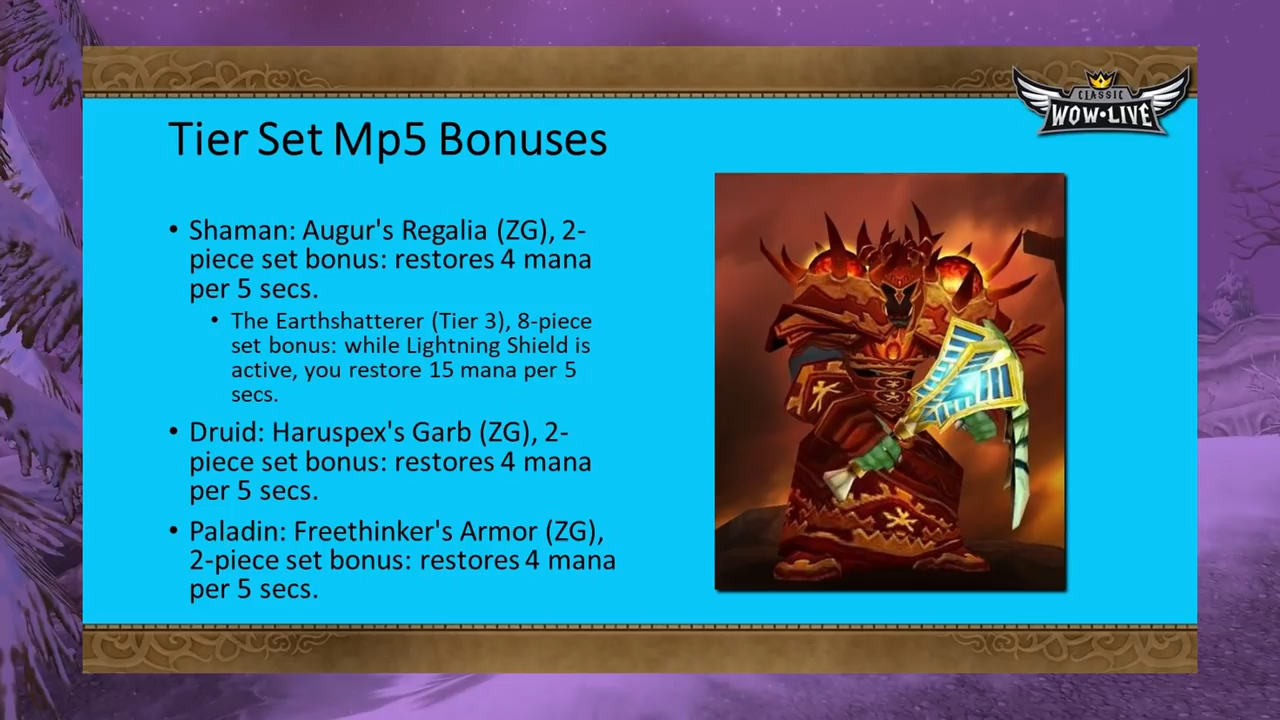 CLASSIC
WOW•LIVE
Tier Set Mp5 Bonuses
• Shaman: Augur's Regalia (ZG), 2-
piece set bonus: restores 4 mana
per 5 secs.
• The Earthshatterer (Tier 3), 8-piece
set bonus: while Lightning Shield is
active, you restore 15 mana per 5
secs.
• Druid: Haruspex's Garb (ZG), 2-
piece set bonus: restores 4 mana
per 5 secs.
• Paladin: Freethinker's Armor (ZG),
2-piece set bonus: restores 4 mana
per 5 secs.